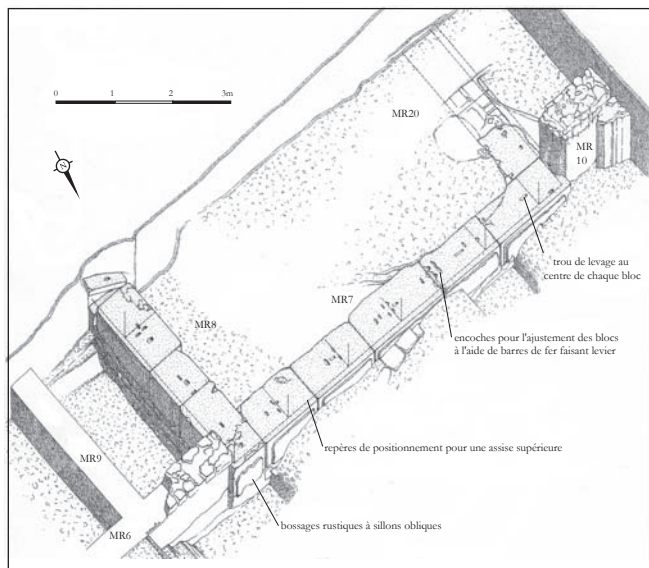 0 1 2 3m
N
MR20
MR
10
trou de levage au
centre de chaque bloc
MR7
encoches pour l'ajustement des blocs
à l'aide de barres de fer faisant levier
MR8
repères de positionnement pour une assise supérieure
MR9
bossages rustiques à sillons obliques
MR6